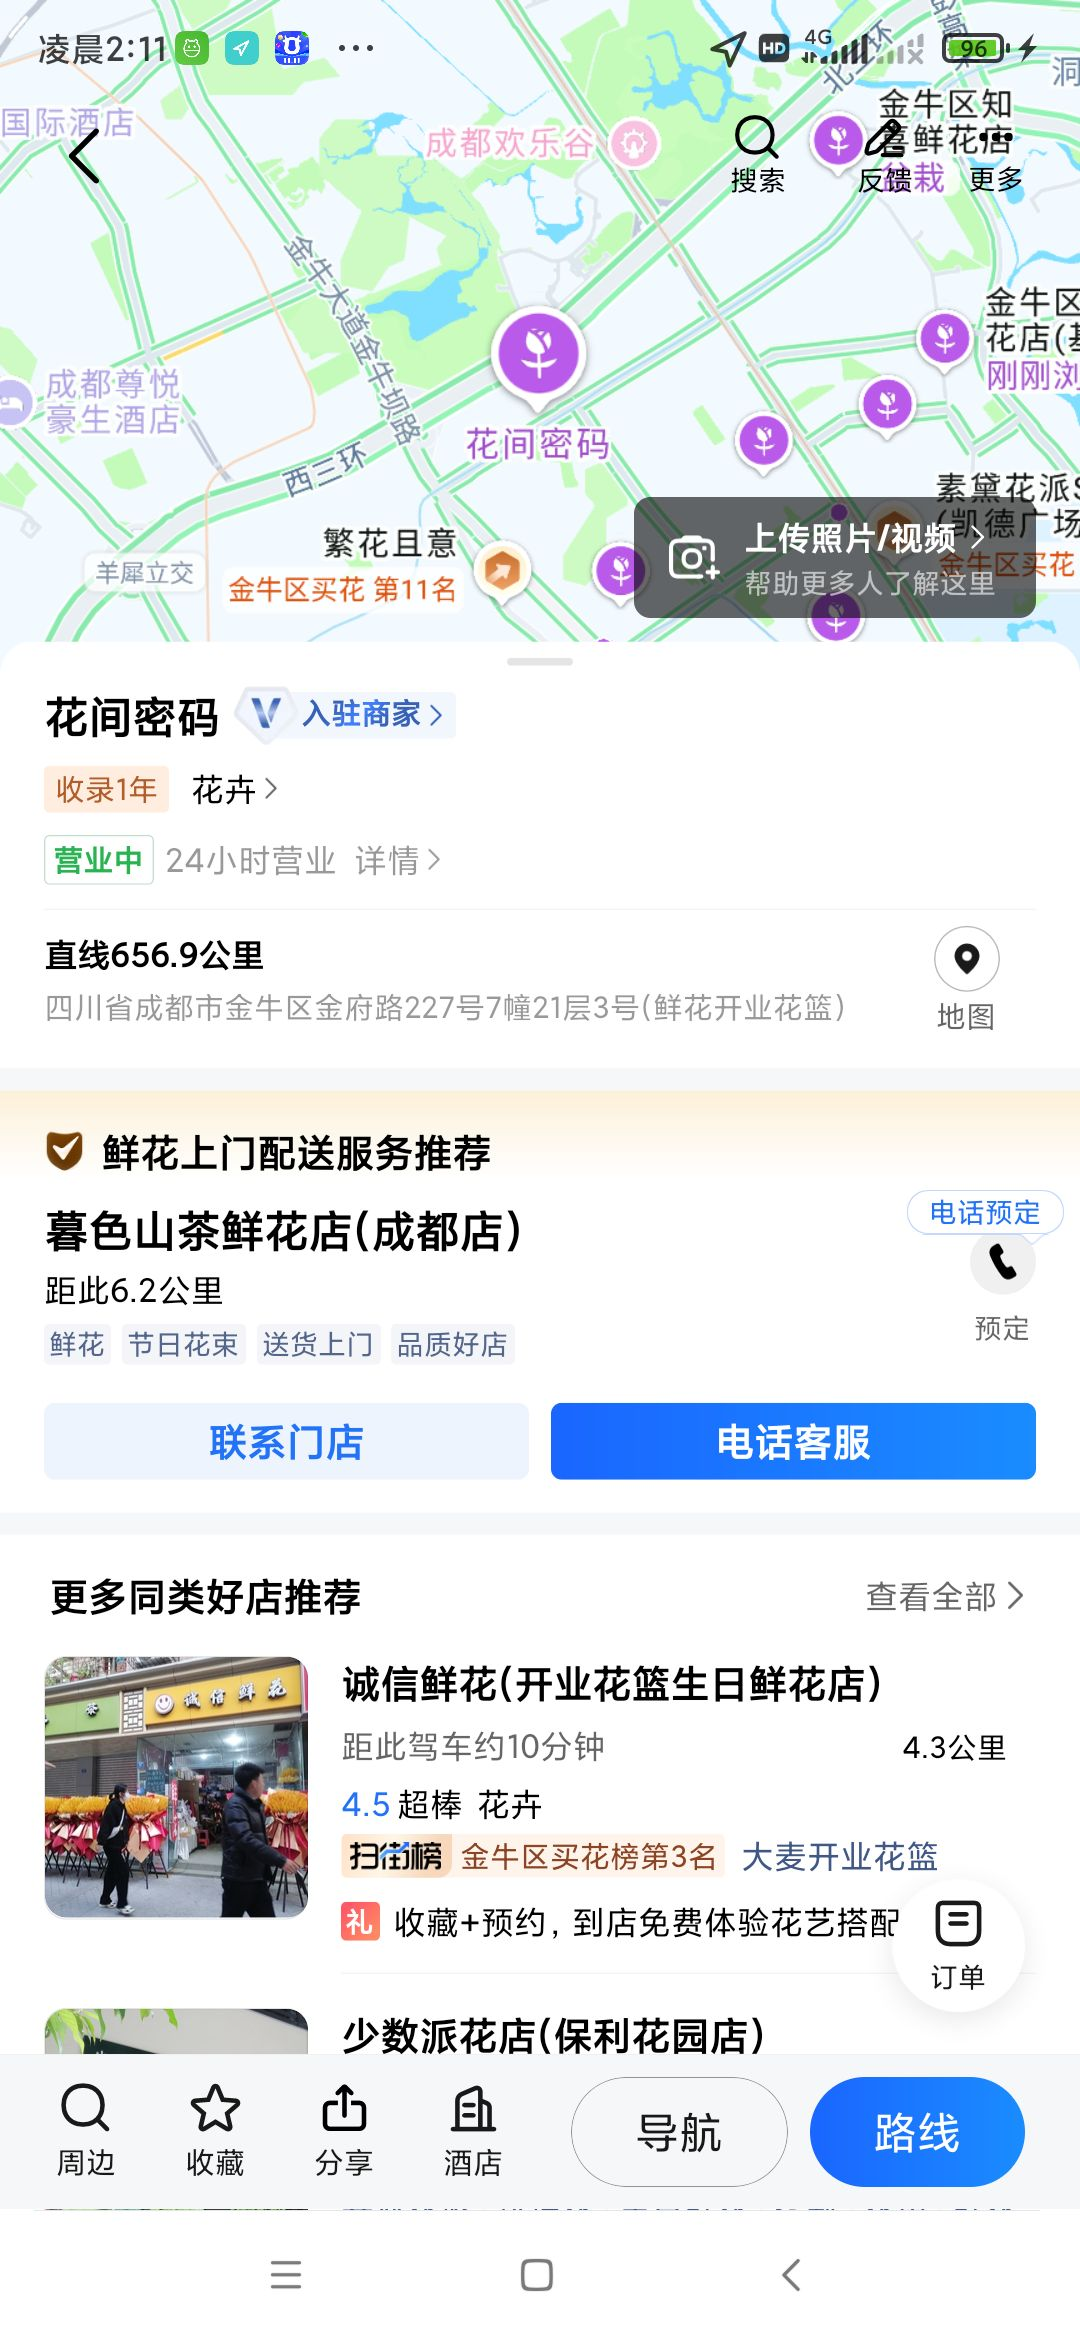 凌晨2:11
HD
4G
96
国际酒店
成都欢乐谷
金牛区知
喜鲜花店
盆栽
搜索
反馈
更多
金牛大道金牛坝路
金牛区
花店(基
刚刚浏
成都尊悦
豪生酒店
花间密码
西三环
素黛花派S
(凯德广场
金牛区买花
羊犀立交
繁花且意
金牛区买花 第11名
上传照片/视频
帮助更多人了解这里
花间密码
入驻商家
收录1年 花卉
营业中 24小时营业 详情
直线656.9公里
四川省成都市金牛区金府路227号7幢21层3号(鲜花开业花篮)
地图
鲜花上门配送服务推荐
暮色山茶鲜花店(成都店)
电话预定
距此6.2公里
预定
鲜花 节日花束 送货上门 品质好店
联系门店 电话客服
更多同类好店推荐 查看全部
诚信鲜花
诚信鲜花(开业花篮生日鲜花店)
距此驾车约10分钟 4.3公里
4.5 超棒 花卉
扫街榜 金牛区买花榜第3名 大麦开业花篮
礼 收藏+预约, 到店免费体验花艺搭配
订单
少数派花店(保利花园店)
周边 收藏 分享 酒店 导航 路线